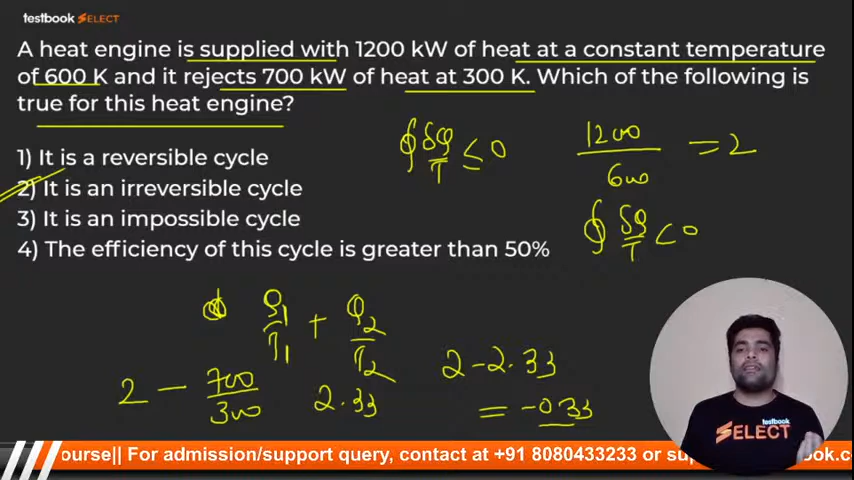 testbook SELECT
A heat engine is supplied with 1200 kW of heat at a constant temperature
of 600 K and it rejects 700 kW of heat at 300 K. Which of the following is
true for this heat engine?
1) It is a reversible cycle
2) It is an irreversible cycle
3) It is an impossible cycle
4) The efficiency of this cycle is greater than 50%
∮ δQ/T ≤ 0
1200/600 = 2
∮ δQ/T < 0
Q1/T1 + Q2/T2
2 - 700/300
2.33
2 - 2.33
= -0.33
testbook
SELECT
ourse|| For admission/support query, contact at +91 8080433233 or sup
ook.c